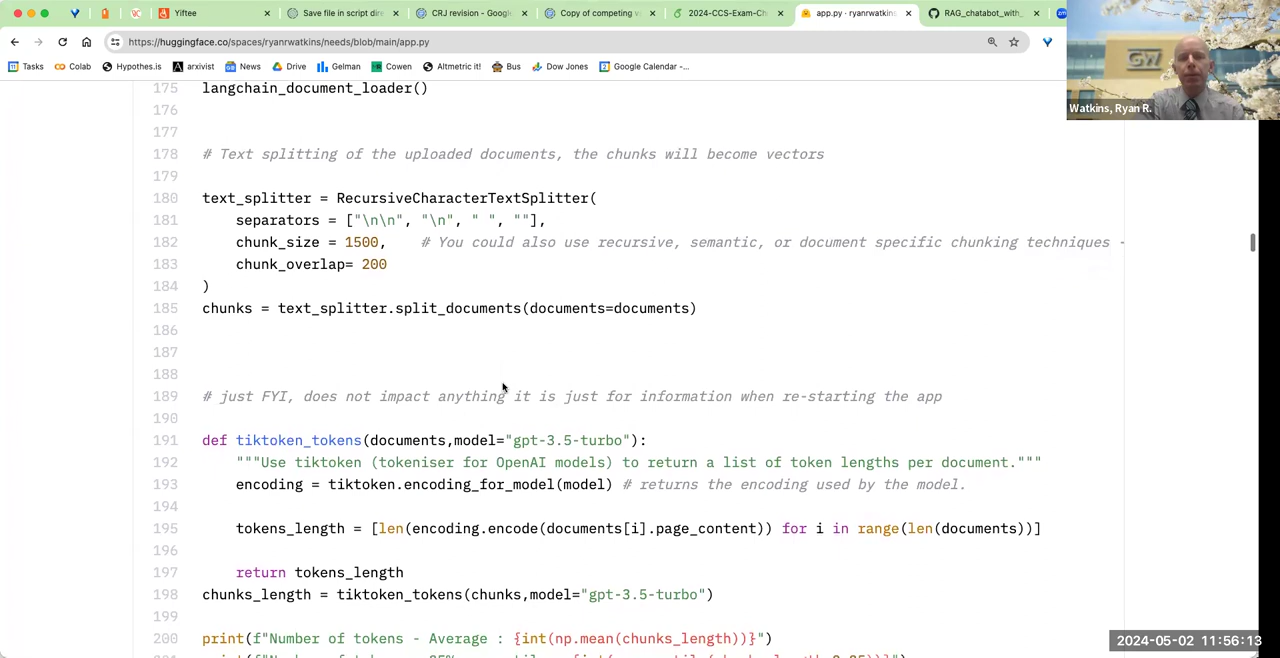 Yiftee
Save file in script dire
CRJ revision - Google
Copy of competing v
2024-CCS-Exam-Ch
app.py · ryanrwatkins
RAG_chatabot_with_
zm
https://huggingface.co/spaces/ryanrwatkins/needs/blob/main/app.py
Tasks
Colab
Hypothes.is
arxivist
News
Drive
Gelman
Cowen
Altmetric it!
Bus
Dow Jones
Google Calendar -...
GW
Watkins, Ryan R.
175 langchain_document_loader()
176
177
178 # Text splitting of the uploaded documents, the chunks will become vectors
179
180 text_splitter = RecursiveCharacterTextSplitter(
181     separators = ["\n\n", "\n", " ", ""],
182     chunk_size = 1500,    # You could also use recursive, semantic, or document specific chunking techniques -
183     chunk_overlap= 200
184 )
185 chunks = text_splitter.split_documents(documents=documents)
186
187
188
189 # just FYI, does not impact anything it is just for information when re-starting the app
190
191 def tiktoken_tokens(documents,model="gpt-3.5-turbo"):
192     """Use tiktoken (tokeniser for OpenAI models) to return a list of token lengths per document."""
193     encoding = tiktoken.encoding_for_model(model) # returns the encoding used by the model.
194
195     tokens_length = [len(encoding.encode(documents[i].page_content)) for i in range(len(documents))]
196
197     return tokens_length
198 chunks_length = tiktoken_tokens(chunks,model="gpt-3.5-turbo")
199
200 print(f"Number of tokens - Average : {int(np.mean(chunks_length))}")
2024-05-02 11:56:13